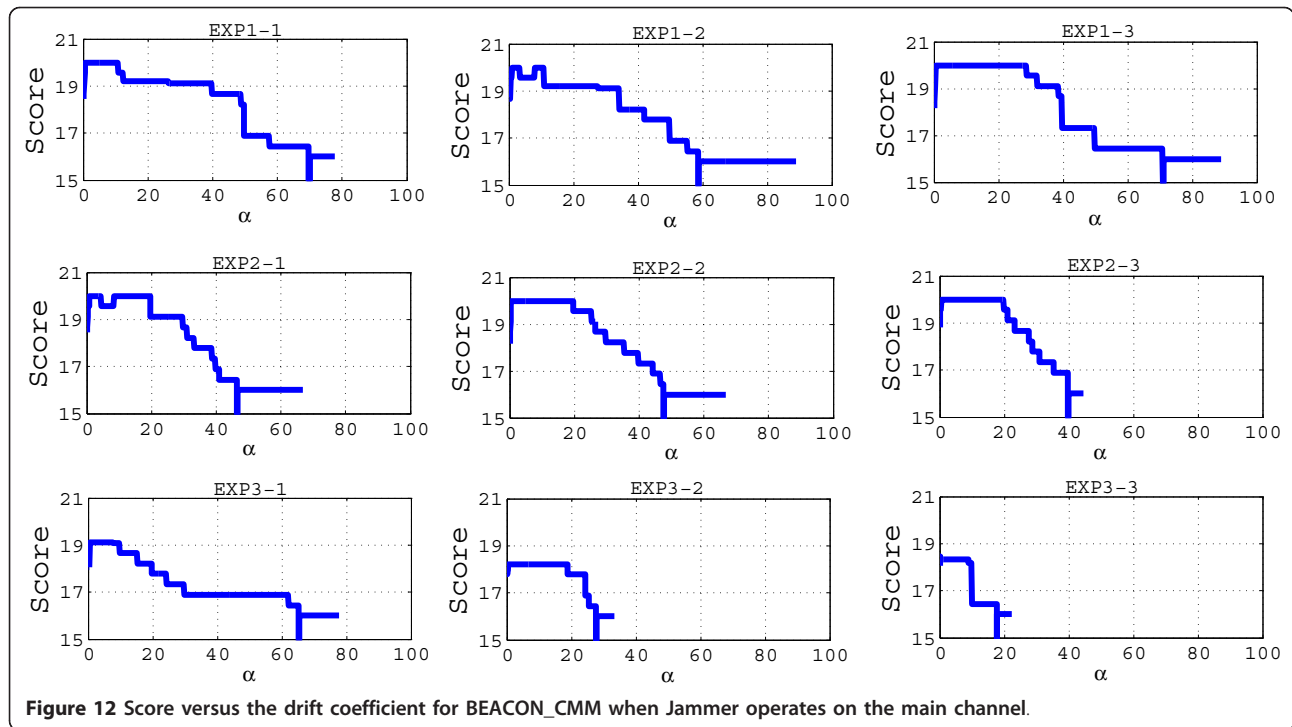 EXP1-1
21
19
17
15
Score
0 20 40 60 80 100
α
EXP1-2
21
19
17
15
Score
0 20 40 60 80 100
α
EXP1-3
21
19
17
15
Score
0 20 40 60 80 100
α
EXP2-1
21
19
17
15
Score
0 20 40 60 80 100
α
EXP2-2
21
19
17
15
Score
0 20 40 60 80 100
α
EXP2-3
21
19
17
15
Score
0 20 40 60 80 100
α
EXP3-1
21
19
17
15
Score
0 20 40 60 80 100
α
EXP3-2
21
19
17
15
Score
0 20 40 60 80 100
α
EXP3-3
21
19
17
15
Score
0 20 40 60 80 100
α
Figure 12 Score versus the drift coefficient for BEACON_CMM when Jammer operates on the main channel.